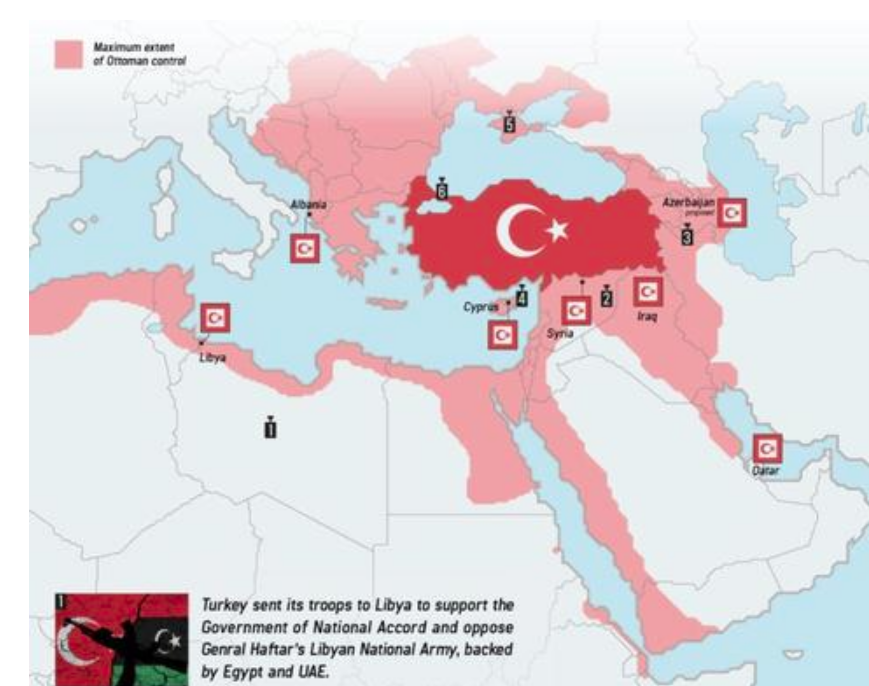 Maximum extent
of Ottoman control
5
6
Albania
Azerbaijan
proposed
3
Cyprus
4
2
Syria
Iraq
Libya
1
Qatar
1
Turkey sent its troops to Libya to support the
Government of National Accord and oppose
Genral Haftar's Libyan National Army, backed
by Egypt and UAE.